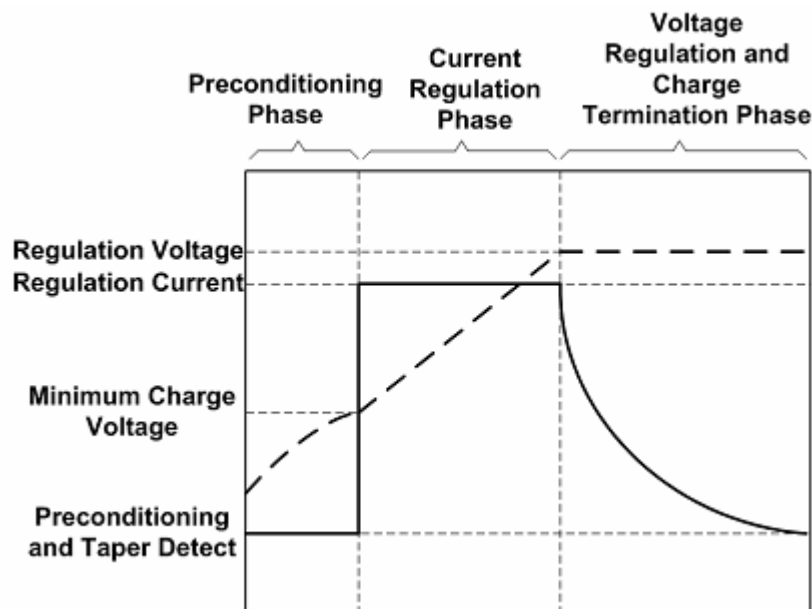 Preconditioning
Phase
Current
Regulation
Phase
Voltage
Regulation and
Charge
Termination Phase
Regulation Voltage
Regulation Current
Minimum Charge
Voltage
Preconditioning
and Taper Detect